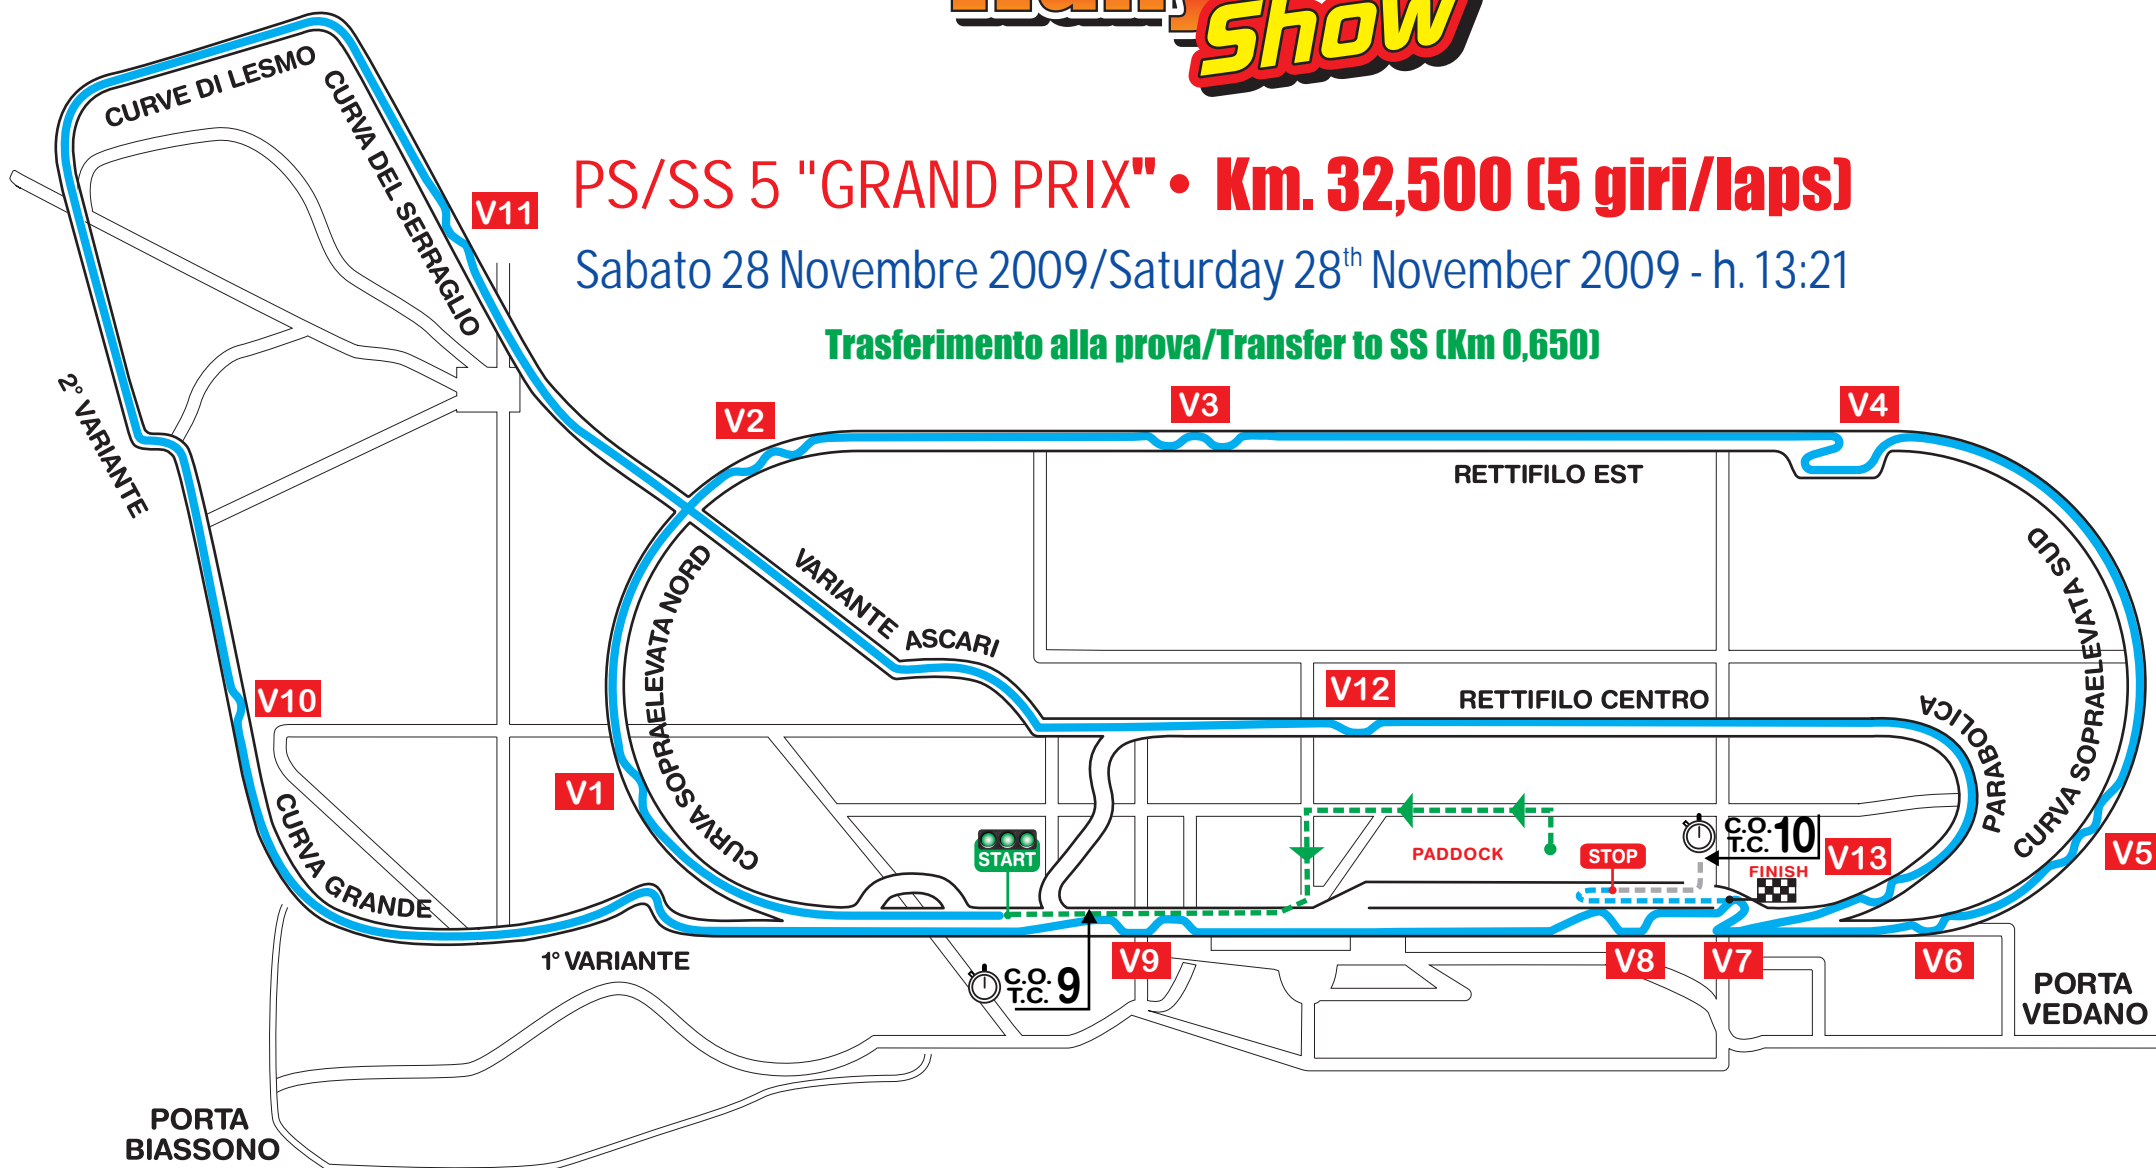 Show
CURVE DI LESMO
CURVA DEL SERRAGLIO
V11
PS/SS 5 "GRAND PRIX" • Km. 32,500 (5 giri/laps)
Sabato 28 Novembre 2009/Saturday 28th November 2009 - h. 13:21
Trasferimento alla prova/Transfer to SS (Km 0,650)
2° VARIANTE
V2
V3
V4
RETTIFILO EST
CURVA SOPRAELEVATA NORD
VARIANTE ASCARI
CURVA SOPRAELEVATA SUD
V10
V12
RETTIFILO CENTRO
PARABOLICA
V1
CURVA GRANDE
START
PADDOCK
STOP
C.O.
T.C. 10
V13
FINISH
V5
1° VARIANTE
C.O.
T.C. 9
V9
V8
V7
V6
PORTA
VEDANO
PORTA
BIASSONO